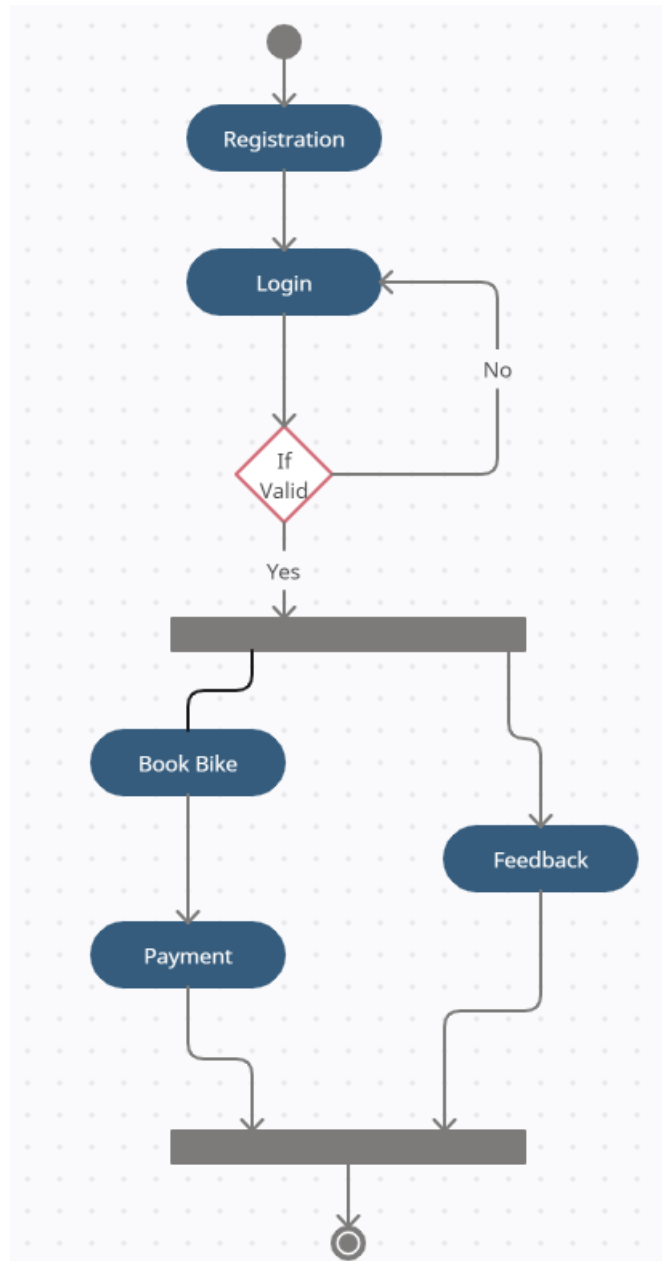 Registration
Login
No
If
Valid
Yes
Book Bike
Feedback
Payment